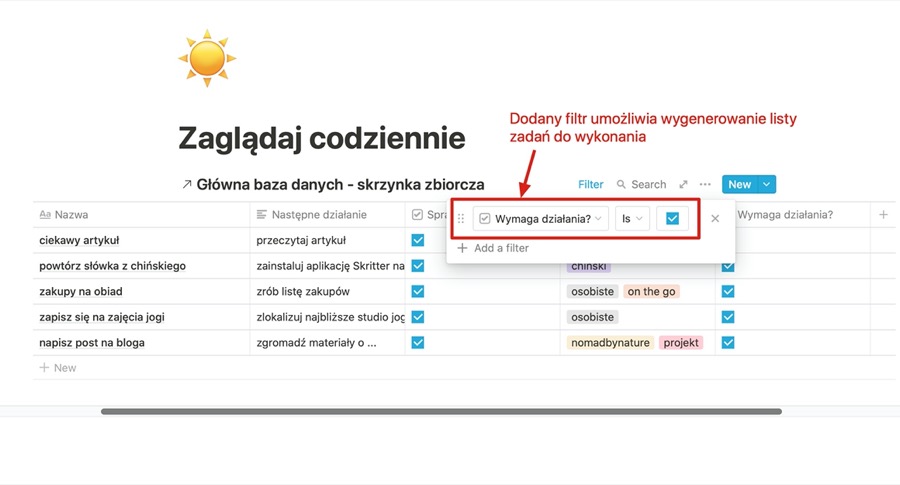 Dodany filtr umożliwia wygenerowanie listy
zadań do wykonania
Zaglądaj codziennie
Główna baza danych - skrzynka zbiorcza
Filter Search New
Aa Nazwa Następne działanie Wymaga działania?
Wymaga działania? Is
Add a filter
ciekawy artykuł przeczytaj artykuł
powtórz słówka z chińskiego zainstaluj aplikację Skritter na chiński
zakupy na obiad zrób listę zakupów osobiste on the go
zapisz się na zajęcia jogi zlokalizuj najbliższe studio osobiste
napisz post na bloga zgromadź materiały o ... nomadbynature projekt
New